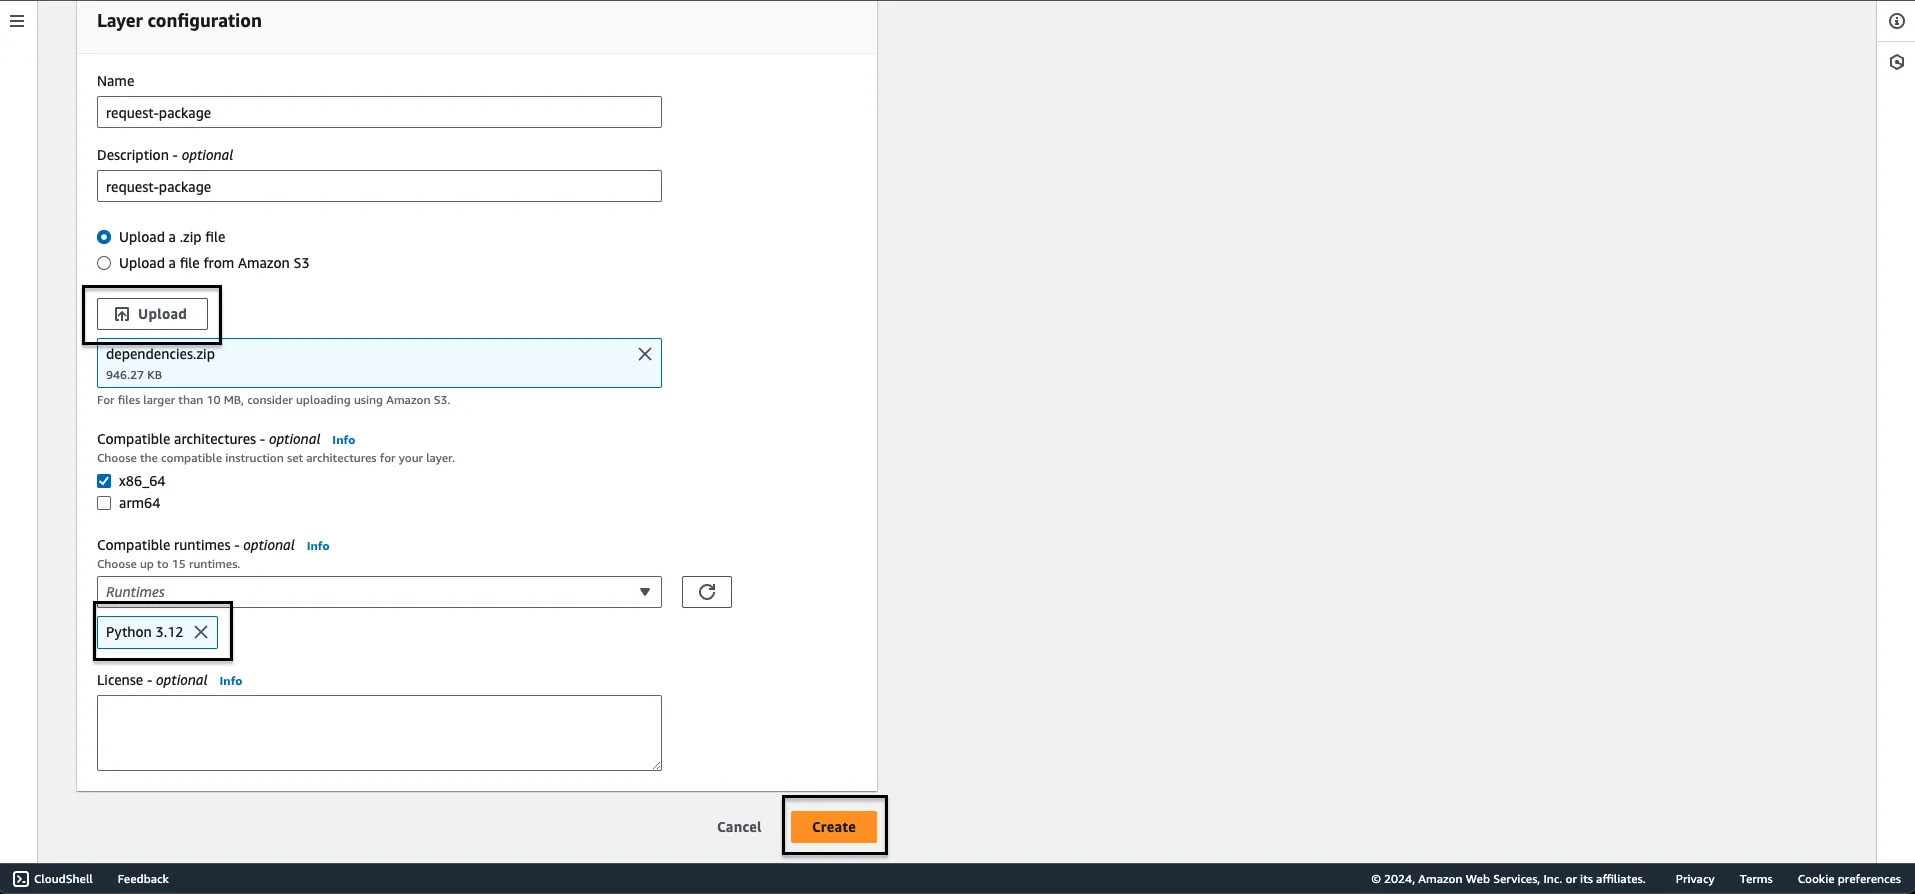 Layer configuration
Name
request-package
Description - optional
request-package
Upload a .zip file
Upload a file from Amazon S3
Upload
dependencies.zip
946.27 KB
For files larger than 10 MB, consider uploading using Amazon S3.
Compatible architectures - optional Info
Choose the compatible instruction set architectures for your layer.
x86_64
arm64
Compatible runtimes - optional Info
Choose up to 15 runtimes.
Runtimes
Python 3.12
License - optional Info
Cancel Create
CloudShell Feedback © 2024, Amazon Web Services, Inc. or its affiliates. Privacy Terms Cookie preferences